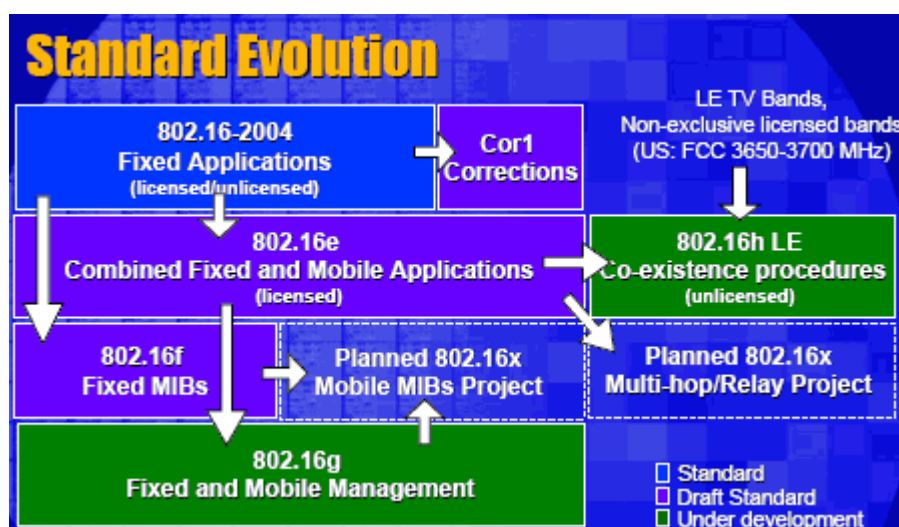 Standard Evolution
LE TV Bands,
Non-exclusive licensed bands
(US: FCC 3650-3700 MHz)
802.16-2004
Fixed Applications
(licensed/unlicensed)
Cor1
Corrections
802.16e
Combined Fixed and Mobile Applications
(licensed)
802.16h LE
Co-existence procedures
(unlicensed)
802.16f
Fixed MIBs
Planned 802.16x
Mobile MIBs Project
Planned 802.16x
Multi-hop/Relay Project
802.16g
Fixed and Mobile Management
Standard
Draft Standard
Under development